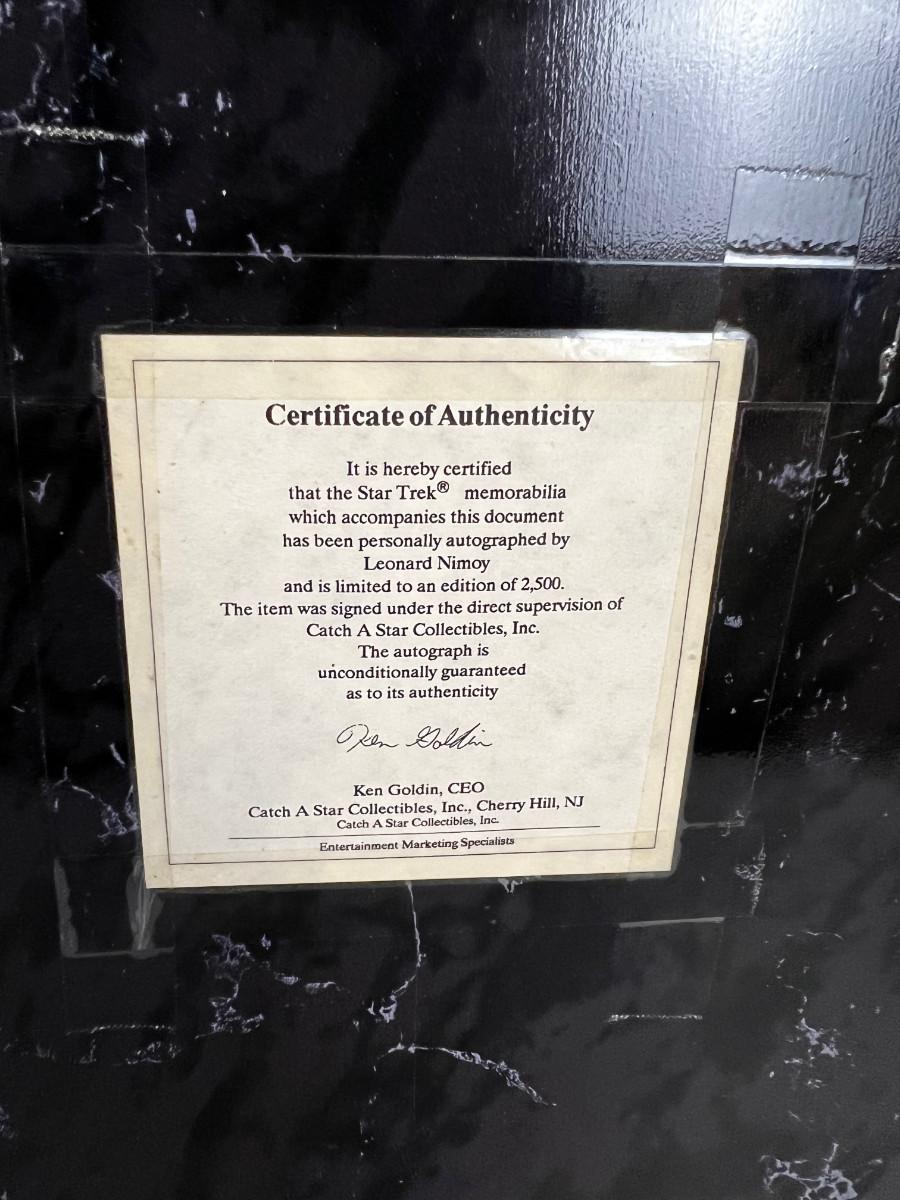 Certificate of Authenticity
It is hereby certified
that the Star Trek® memorabilia
which accompanies this document
has been personally autographed by
Leonard Nimoy
and is limited to an edition of 2,500.
The item was signed under the direct supervision of
Catch A Star Collectibles, Inc.
The autograph is
unconditionally guaranteed
as to its authenticity
Ken Goldin
Ken Goldin, CEO
Catch A Star Collectibles, Inc., Cherry Hill, NJ
Catch A Star Collectibles, Inc.
Entertainment Marketing Specialists